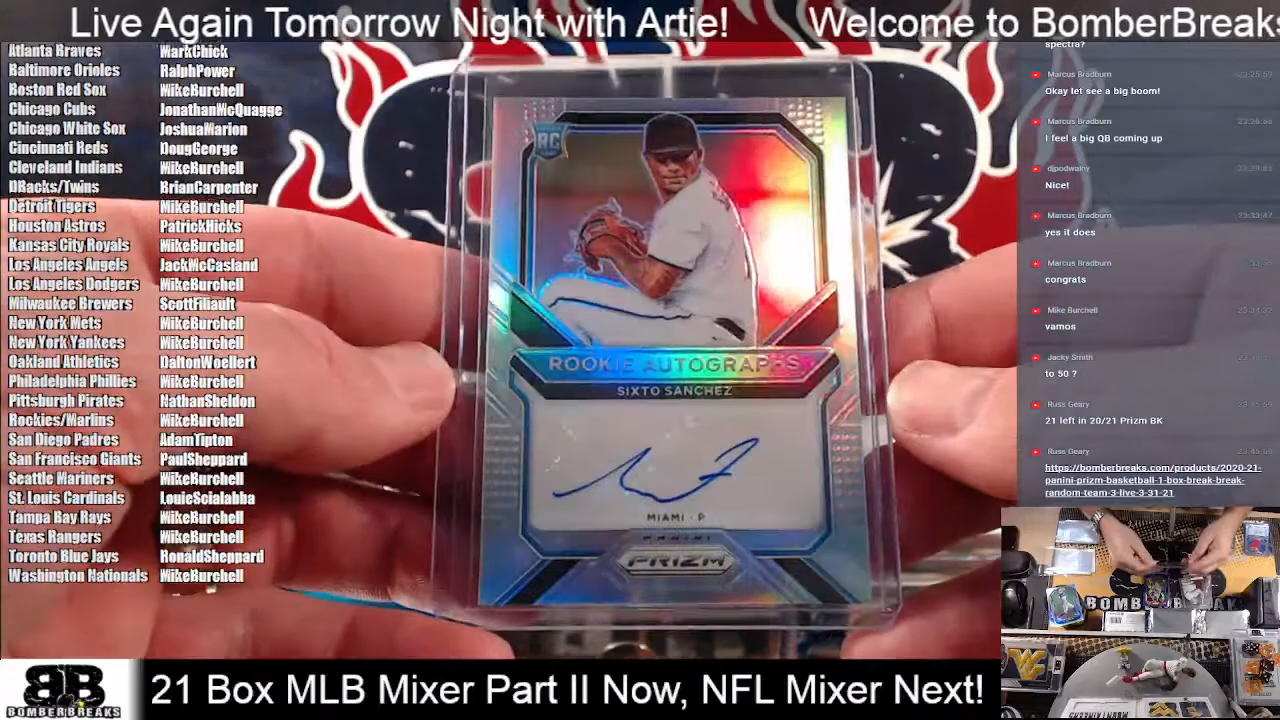 Live Again Tomorrow Night with Artie! Welcome to BomberBreaks
Atlanta Braves WarkChick
Baltimore Orioles RalphPower
Boston Red Sox MikeBurchell
Chicago Cubs JonathanMcQuagge
Chicago White Sox JoshuaMarion
Cincinnati Reds DougGeorge
Cleveland Indians MikeBurchell
DBacks/Twins BrianCarpenter
Detroit Tigers MikeBurchell
Houston Astros PatrickHicks
Kansas City Royals MikeBurchell
Los Angeles Angels JackMcCasland
Los Angeles Dodgers MikeBurchell
Milwaukee Brewers ScottFiliault
New York Mets MikeBurchell
New York Yankees MikeBurchell
Oakland Athletics DaltonWoellert
Philadelphia Phillies MikeBurchell
Pittsburgh Pirates NathanSheldon
Rockies/Marlins MikeBurchell
San Diego Padres AdamTipton
San Francisco Giants PaulSheppard
Seattle Mariners MikeBurchell
St. Louis Cardinals LouieScialabba
Tampa Bay Rays MikeBurchell
Texas Rangers MikeBurchell
Toronto Blue Jays RonaldSheppard
Washington Nationals MikeBurchell
RC
ROOKIE AUTOGRAPHS
SIXTO SANCHEZ
MIAMI - P
PANINI
PRIZM
spectra?
Marcus Bradburn
Okay let see a big boom!
Marcus Bradburn
I feel a big QB coming up
djpodwainy
Nice!
Marcus Bradburn 23:33:47
yes it does
Marcus Bradburn
congrats
Mike Burchell
vamos
Jacky Smith
to 50 ?
Russ Geary
21 left in 20/21 Prizm BK
Russ Geary
https://bomberbreaks.com/products/2020-21-
panini-prizm-basketball-1-box-break-break-
random-team-3-live-3-31-21
BOMBERBREAKS
21 Box MLB Mixer Part II Now, NFL Mixer Next!